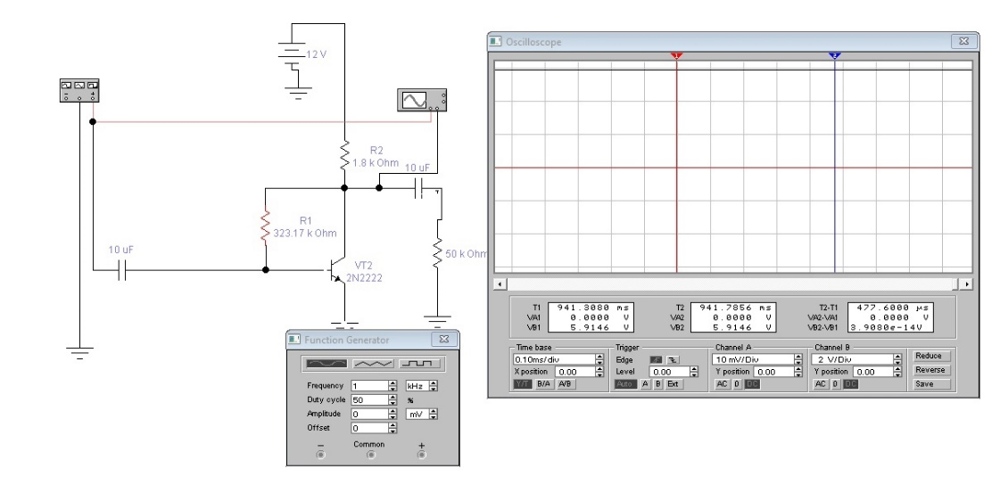 12 V
R2
1.8 k Ohm
10 uF
R1
323.17 k Ohm
10 uF
VT2
2N2222
50 k Ohm
Oscilloscope
1
2
T1 941.3080 ms
VA1 0.0000 V
VB1 5.9146 V
T2 941.7856 ms
VA2 0.0000 V
VB2 5.9146 V
T2-T1 477.6000 µs
VA2-VA1 0.0000 V
VB2-VB1 3.9080e-14V
Time base
0.10ms/div
X position 0.00
Y/T B/A A/B
Trigger
Edge
Level 0.00
Auto A B Ext
Channel A
10 mV/Div
Y position 0.00
AC 0 DC
Channel B
2 V/Div
Y position 0.00
AC 0 DC
Reduce
Reverse
Save
Function Generator
Frequency 1 kHz
Duty cycle 50 %
Amplitude 0 mV
Offset 0
− Common +